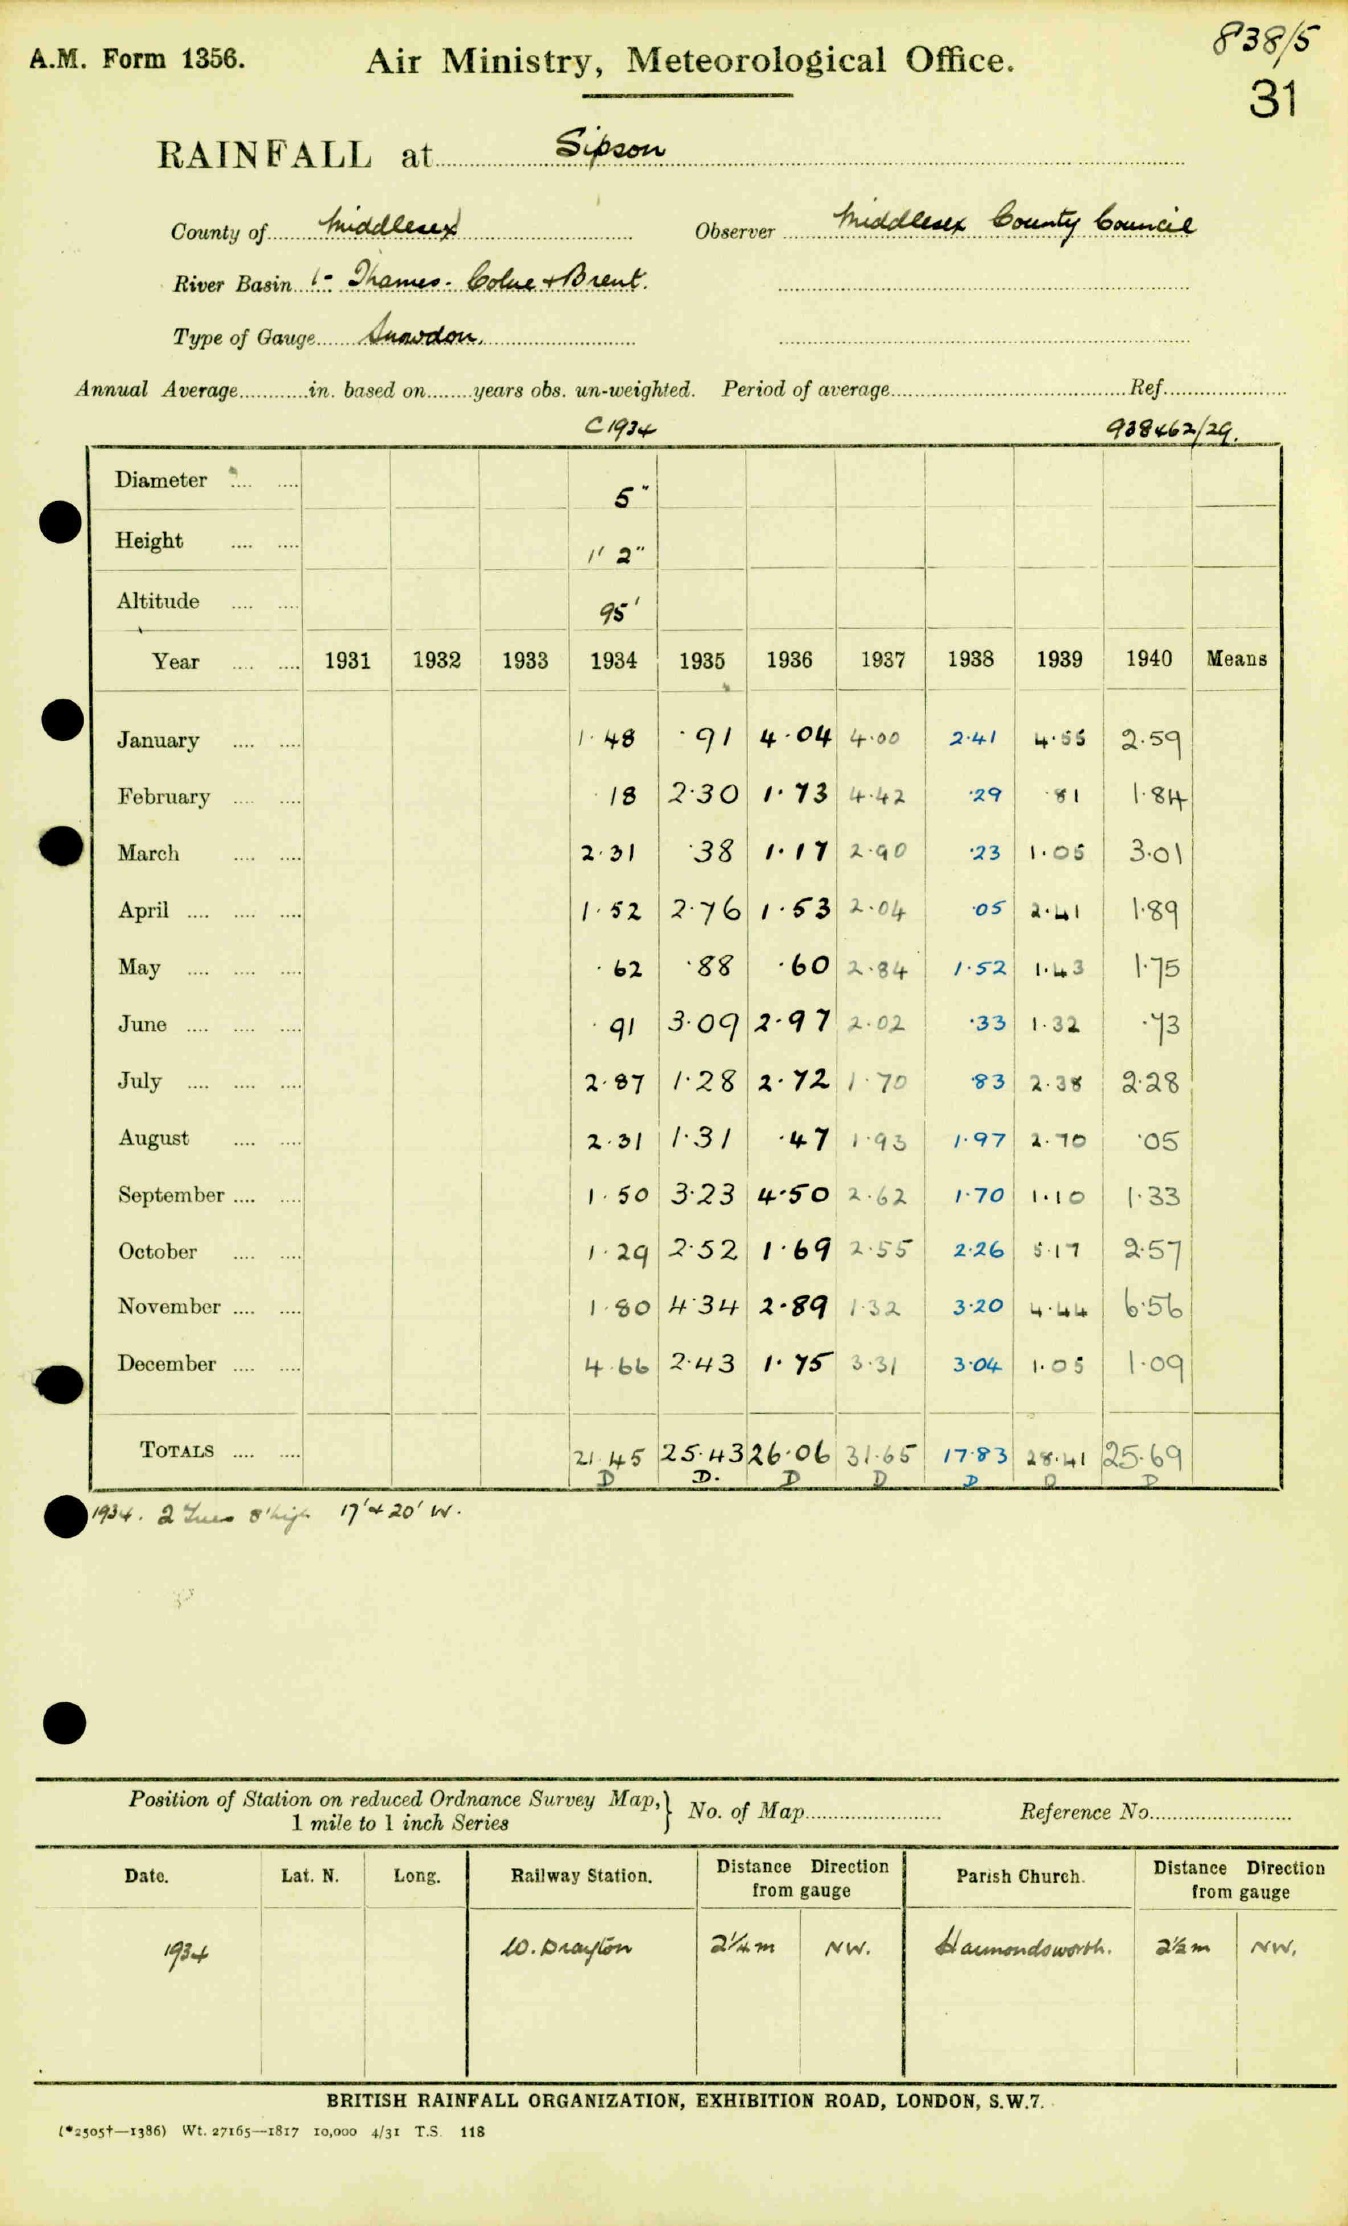 838/5
A.M. Form 1356. Air Ministry, Meteorological Office.
31
RAINFALL at Sipson
County of Middlesex Observer Middlesex County Council
River Basin Thames - Colne + Brent.
Type of Gauge Snowdon.
Annual Average in. based on years obs. un-weighted. Period of average Ref.
C1934 938462/29.
Diameter 5"
Height 1' 2"
Altitude 95'
Year 1931 1932 1933 1934 1935 1936 1937 1938 1939 1940 Means
January 1.48 .91 4.04 4.00 2.41 4.55 2.59
February .18 2.30 1.73 4.42 .29 .81 1.84
March 2.31 .38 1.17 2.90 .23 1.05 3.01
April 1.52 2.76 1.53 2.04 .05 2.41 1.89
May .62 .88 .60 2.84 1.52 1.43 1.75
June .91 3.09 2.97 2.02 .33 1.32 .73
July 2.87 1.28 2.72 1.70 .83 2.38 2.28
August 2.31 1.31 .47 1.93 1.97 2.70 .05
September 1.50 3.23 4.50 2.62 1.70 1.10 1.33
October 1.29 2.52 1.69 2.55 2.26 5.17 2.57
November 1.80 4.34 2.89 1.32 3.20 4.44 6.56
December 4.66 2.43 1.75 3.31 3.04 1.05 1.09
TOTALS 21.45 25.43 26.06 31.65 17.83 28.41 25.69
D D. D D D D D
1934. 2 Trees 8' high 17' + 20' W.
Position of Station on reduced Ordnance Survey Map, } No. of Map Reference No.
1 mile to 1 inch Series
Date. Lat. N. Long. Railway Station. Distance Direction from gauge Parish Church. Distance Direction from gauge
1934 W. Drayton 2¼ m NW. Harmondsworth. 2½ m NW.
BRITISH RAINFALL ORGANIZATION, EXHIBITION ROAD, LONDON, S.W.7.
(*2505†—1386) Wt. 27165—1817 10,000 4/31 T.S. 118